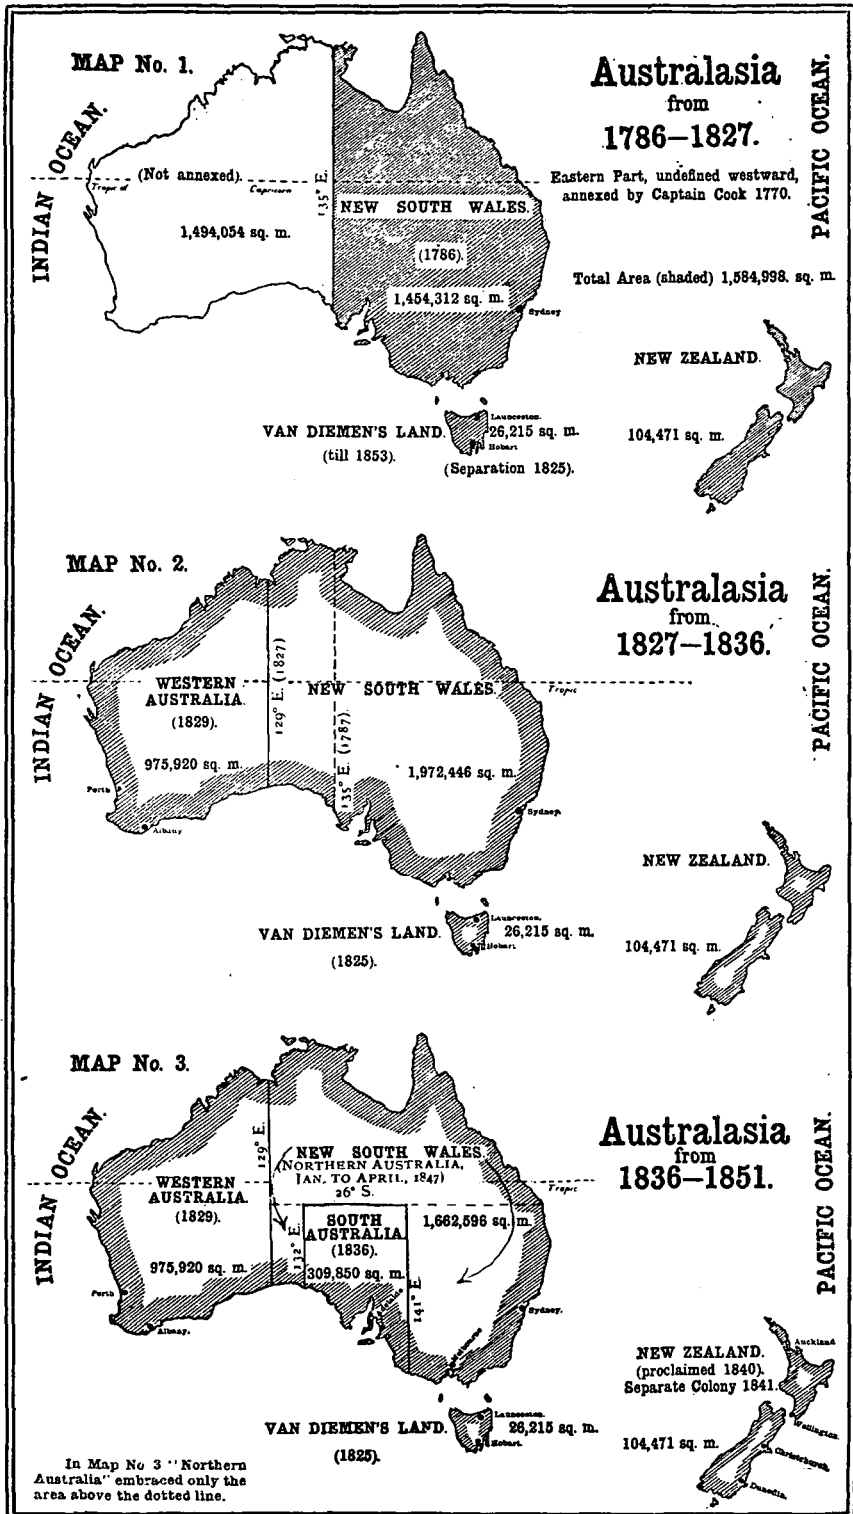 MAP No. 1.
Australasia
from
1786–1827.
Eastern Part, undefined westward,
annexed by Captain Cook 1770.
Total Area (shaded) 1,584,998. sq. m.
INDIAN OCEAN.
PACIFIC OCEAN.
(Not annexed).
Tropic of Capricorn
135° E.
1,494,054 sq. m.
NEW SOUTH WALES.
(1786).
1,454,312 sq. m.
Sydney
NEW ZEALAND.
104,471 sq. m.
Launceston.
VAN DIEMEN'S LAND. 26,215 sq. m.
Hobart
(till 1853).
(Separation 1825).
MAP No. 2.
Australasia
from
1827–1836.
INDIAN OCEAN.
PACIFIC OCEAN.
WESTERN
AUSTRALIA.
(1829).
975,920 sq. m.
129° E. (1827)
135° E. (1787).
NEW SOUTH WALES.
Tropic
1,972,446 sq. m.
Perth
Albany
Sydney.
NEW ZEALAND.
104,471 sq. m.
Launceston.
VAN DIEMEN'S LAND. 26,215 sq. m.
Hobart.
(1825).
MAP No. 3.
Australasia
from
1836–1851.
INDIAN OCEAN.
PACIFIC OCEAN.
129° E.
NEW SOUTH WALES.
(NORTHERN AUSTRALIA,
JAN. TO APRIL, 1847)
26° S.
Tropic
WESTERN
AUSTRALIA.
(1829).
975,920 sq. m.
132° E.
SOUTH
AUSTRALIA.
(1836).
309,850 sq. m.
141° E.
1,662,596 sq. m.
Perth
Albany.
Adelaide
Melbourne
Sydney.
NEW ZEALAND.
(proclaimed 1840).
Separate Colony 1841.
104,471 sq. m.
Auckland
Wellington.
Christchurch.
Dunedin.
Launceston.
VAN DIEMEN'S LAND. 26,215 sq. m.
Hobart.
(1825).
In Map No 3 "Northern
Australia" embraced only the
area above the dotted line.